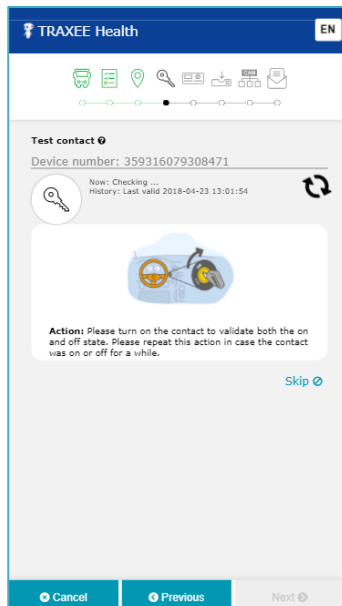 TRAXEE Health
EN
Test contact
Device number: 359316079308471
Now: Checking ...
History: Last valid 2018-04-23 13:01:54
Action: Please turn on the contact to validate both the on
and off state. Please repeat this action in case the contact
was on or off for a while.
Skip
Cancel
Previous
Next